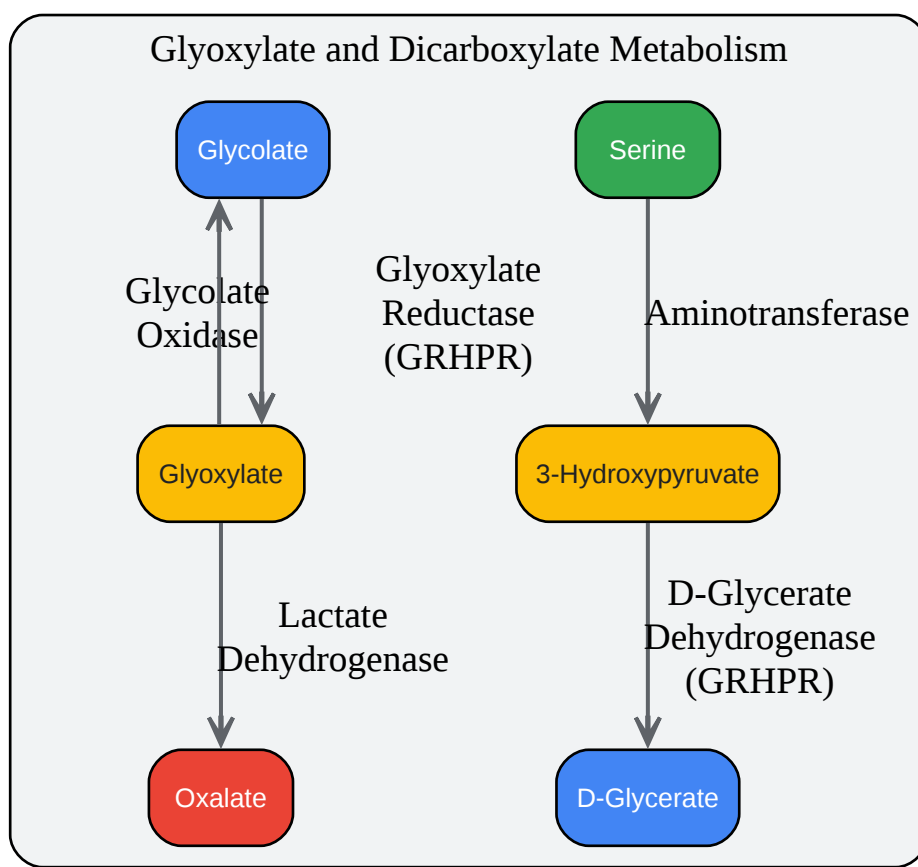 Glyoxylate and Dicarboxylate Metabolism
Glycolate
Serine
Glycolate
Oxidase
Glyoxylate
Reductase
(GRHPR)
Aminotransferase
Glyoxylate
3-Hydroxypyruvate
Lactate
Dehydrogenase
D-Glycerate
Dehydrogenase
(GRHPR)
Oxalate
D-Glycerate